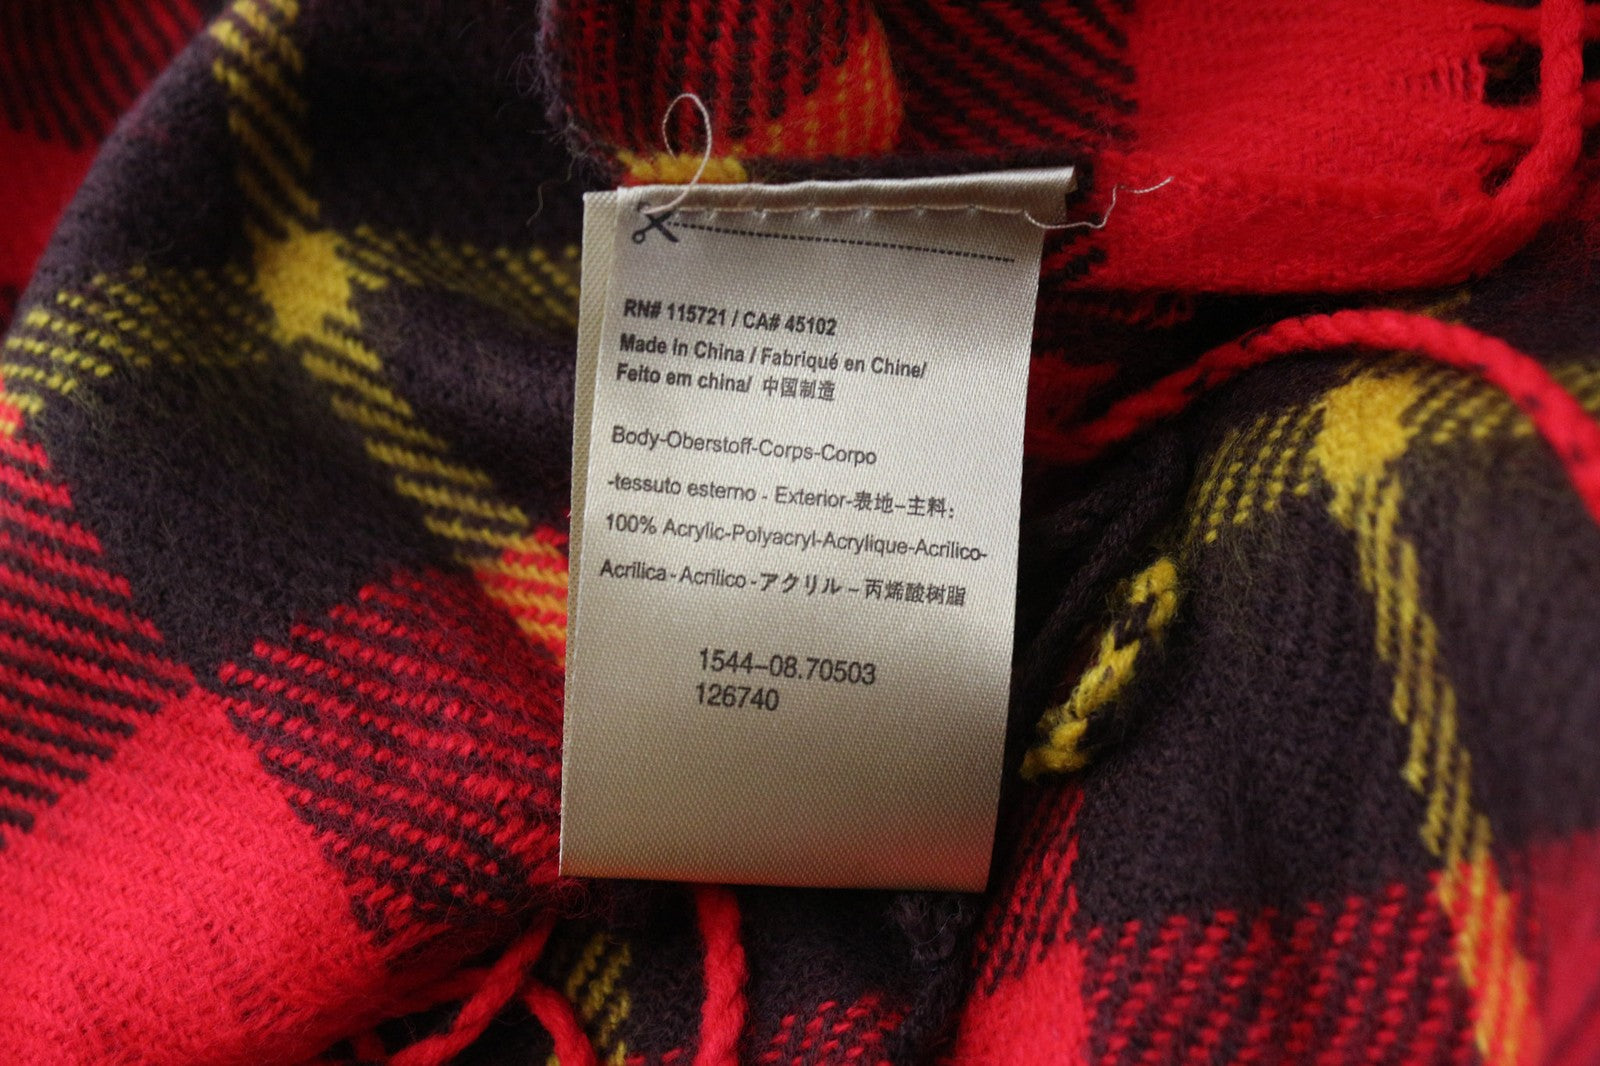 RN# 115721 / CA# 45102
Made In China / Fabriqué en Chine/
Feito em china/ 中国制造
Body-Oberstoff-Corps-Corpo
-tessuto esterno - Exterior-表地-主料:
100% Acrylic-Polyacryl-Acrylique-Acrilico-
Acrilica-Acrílico-アクリル-丙烯酸树脂
1544-08.70503
126740